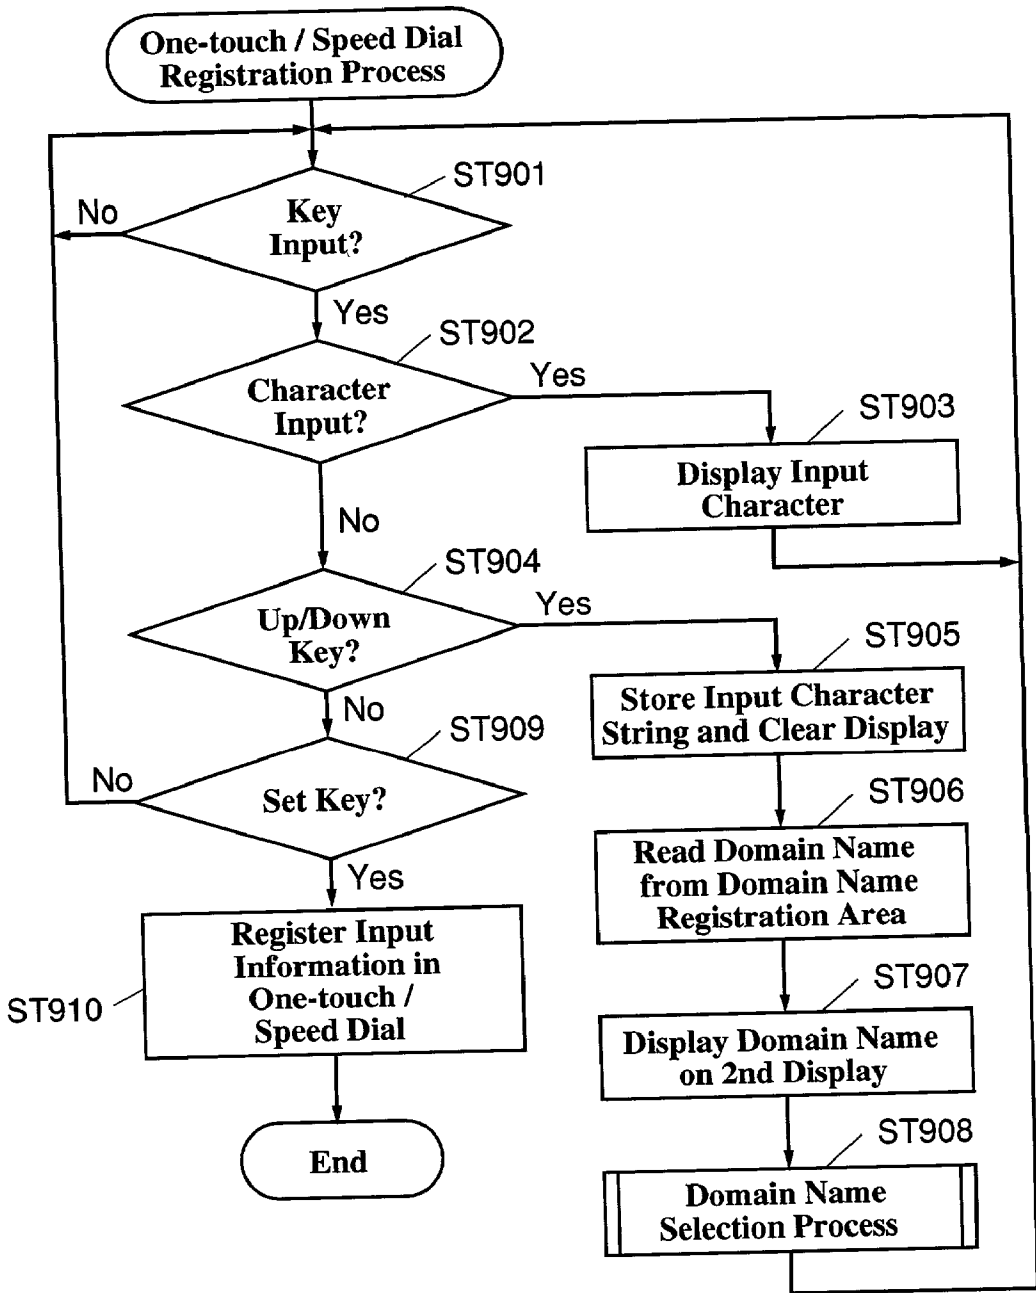 One-touch / Speed Dial
Registration Process
ST901
No
Key
Input?
Yes
ST902
Character
Input?
Yes
ST903
Display Input
Character
No
ST904
Up/Down
Key?
Yes
ST905
Store Input Character
String and Clear Display
No
ST909
Set Key?
No
ST906
Read Domain Name
from Domain Name
Registration Area
Yes
Register Input
Information in
One-touch /
Speed Dial
ST910
ST907
Display Domain Name
on 2nd Display
ST908
Domain Name
Selection Process
End